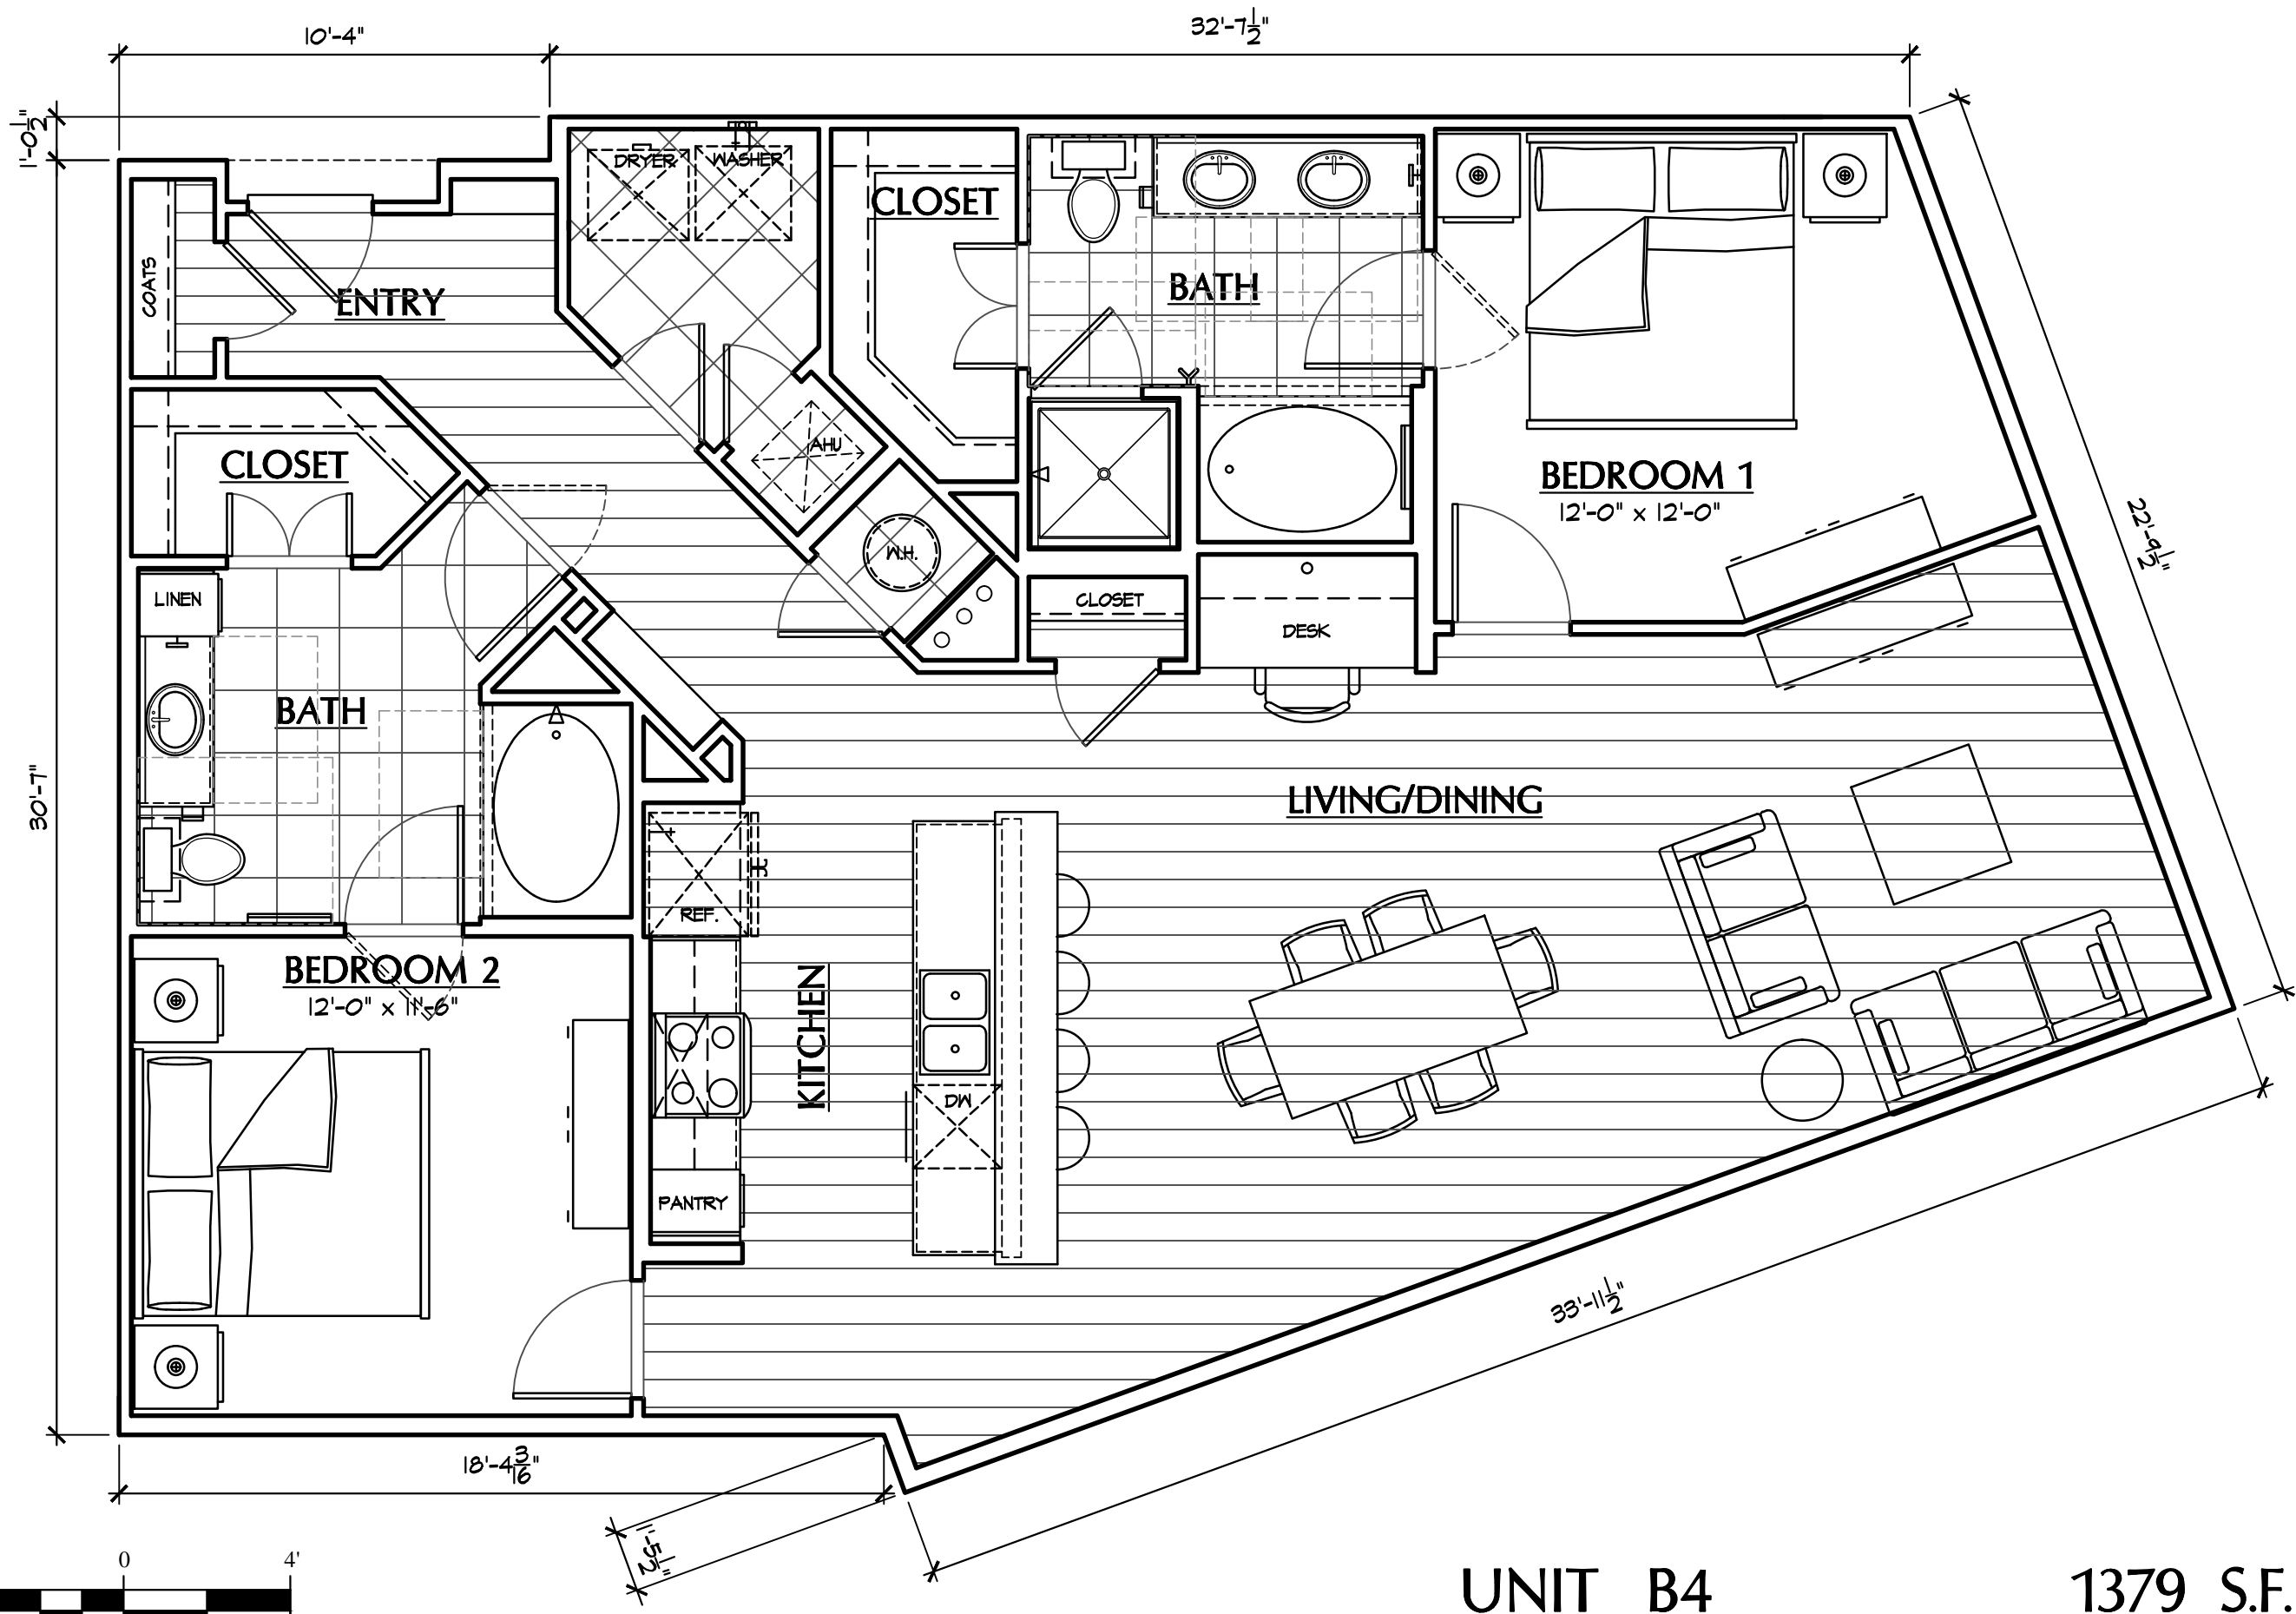 10'-4"
32'-7 1/2"
1'-0 1/2"
DRYER
WASHER
CLOSET
COATS
ENTRY
BATH
AHU
CLOSET
BEDROOM 1
12'-0" x 12'-0"
22'-9 1/2"
W.H.
LINEN
CLOSET
DESK
BATH
30'-7"
LIVING/DINING
REF.
BEDROOM 2
12'-0" x 11'-6"
KITCHEN
DW
PANTRY
33'-11 1/2"
18'-4 3/16"
1'-5 1/2"
0 4'
UNIT B4 1379 S.F.